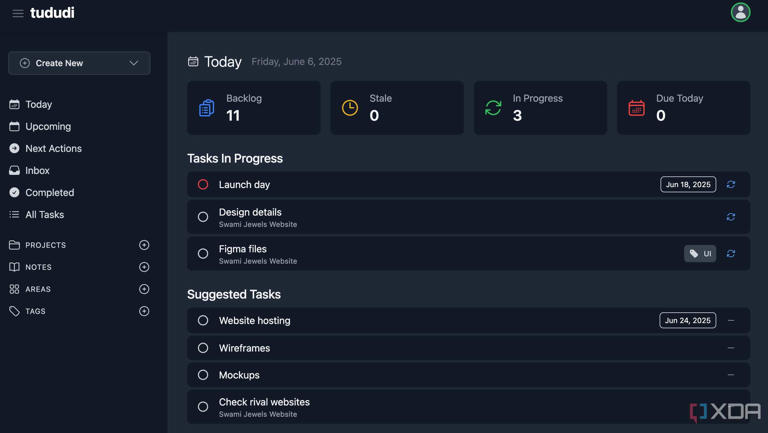 tududi
Create New
Today
Upcoming
Next Actions
Inbox
Completed
All Tasks
PROJECTS
NOTES
AREAS
TAGS
Today Friday, June 6, 2025
Backlog
11
Stale
0
In Progress
3
Due Today
0
Tasks In Progress
Launch day
Jun 18, 2025
Design details
Swami Jewels Website
Figma files
Swami Jewels Website
UI
Suggested Tasks
Website hosting
Jun 24, 2025
Wireframes
Mockups
Check rival websites
Swami Jewels Website
XDA